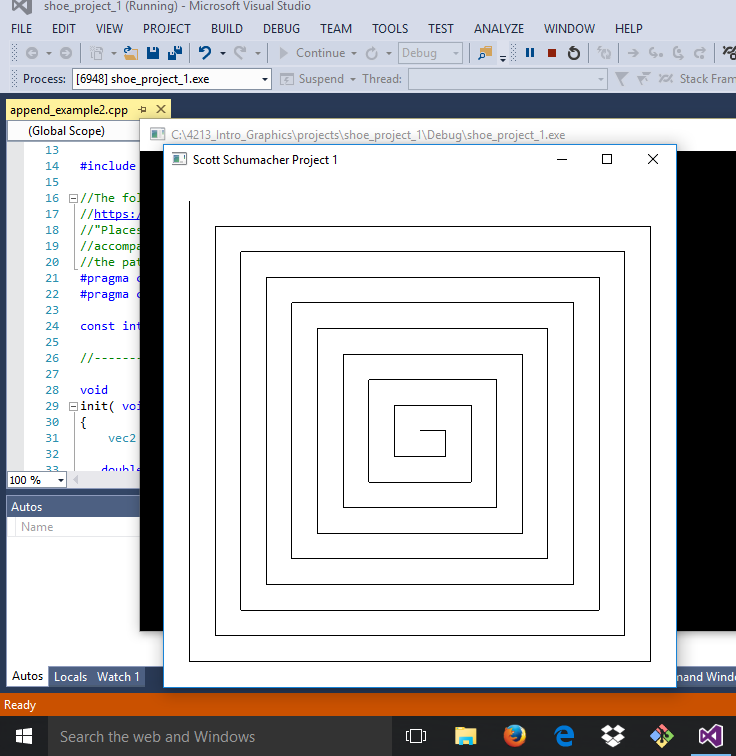 shoe_project_1 (Running) - Microsoft Visual Studio
FILE EDIT VIEW PROJECT BUILD DEBUG TEAM TOOLS TEST ANALYZE WINDOW HELP
Continue Debug
Process: [6948] shoe_project_1.exe Suspend Thread: Stack Fram
append_example2.cpp
(Global Scope)
C:\4213_Intro_Graphics\projects\shoe_project_1\Debug\shoe_project_1.exe
Scott Schumacher Project 1
13
14 #include
15
16 //The fol
17 //https:/
18 //"Places
19 //accompa
20 //the pat
21 #pragma c
22 #pragma c
23
24 const int
25
26 //-------
27
28 void
29 init( voi
30 {
31 vec2
32
33 double
100 %
Autos
Name
Autos Locals Watch 1 mand Windo
Ready
Search the web and Windows